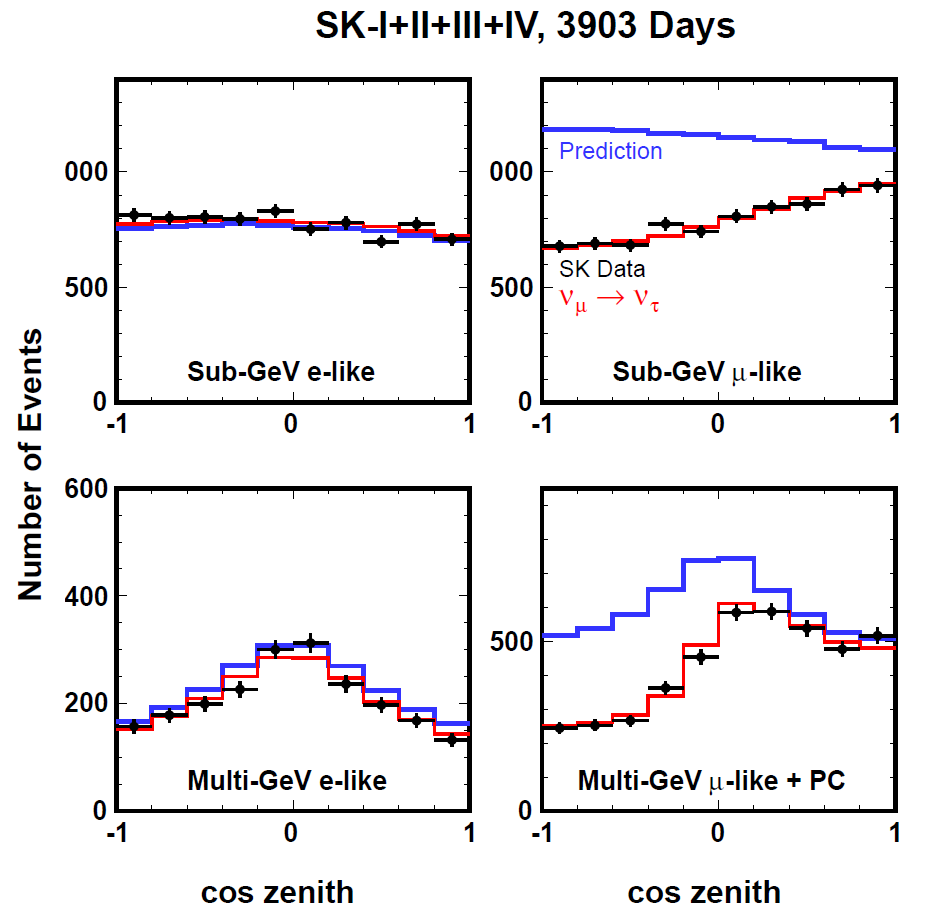 SK-I+II+III+IV, 3903 Days
Number of Events
000
500
0
-1 0 1
Sub-GeV e-like
000
500
0
-1 0 1
Prediction
SK Data
νμ → ντ
Sub-GeV μ-like
600
400
200
0
-1 0 1
Multi-GeV e-like
cos zenith
500
0
-1 0 1
Multi-GeV μ-like + PC
cos zenith